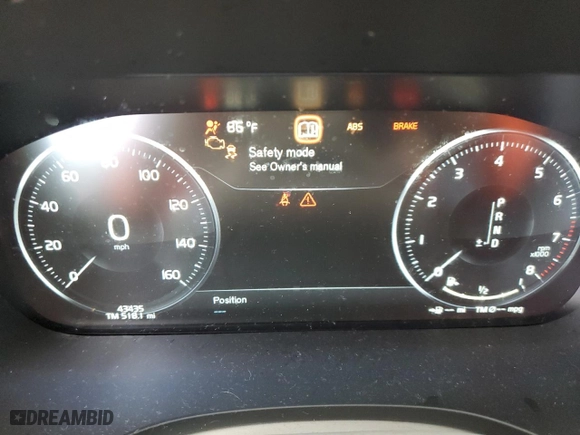 86°F
ABS
BRAKE
Safety mode
See Owner's manual
0 20 40 60 80 100 120 140 160
0
mph
43435
TM 518.1 mi
Position
---
0 1 2 3 4 5 6 7 8
P
R
N
± D
rpm
x1000
½
-- mi
TM Ø-- mpg
DREAMBID